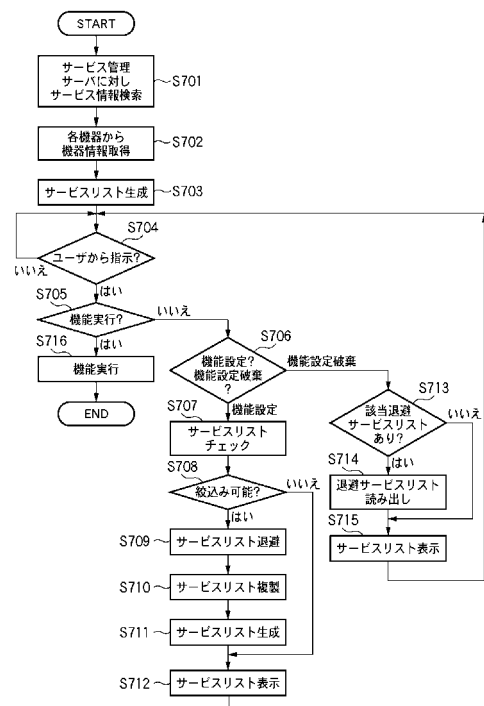 START
サービス管理
サーバに対し
サービス情報検索
S701
各機器から
機器情報取得
S702
サービスリスト生成
S703
S704
ユーザから指示?
いいえ
はい
S705
機能実行?
いいえ
はい
S716
機能実行
END
S706
機能設定?
機能設定破棄
?
機能設定破棄
機能設定
S707
サービスリスト
チェック
S708
絞込み可能?
いいえ
はい
S709
サービスリスト退避
S710
サービスリスト複製
S711
サービスリスト生成
S712
サービスリスト表示
S713
該当退避
サービスリスト
あり?
いいえ
はい
S714
退避サービスリスト
読み出し
S715
サービスリスト表示